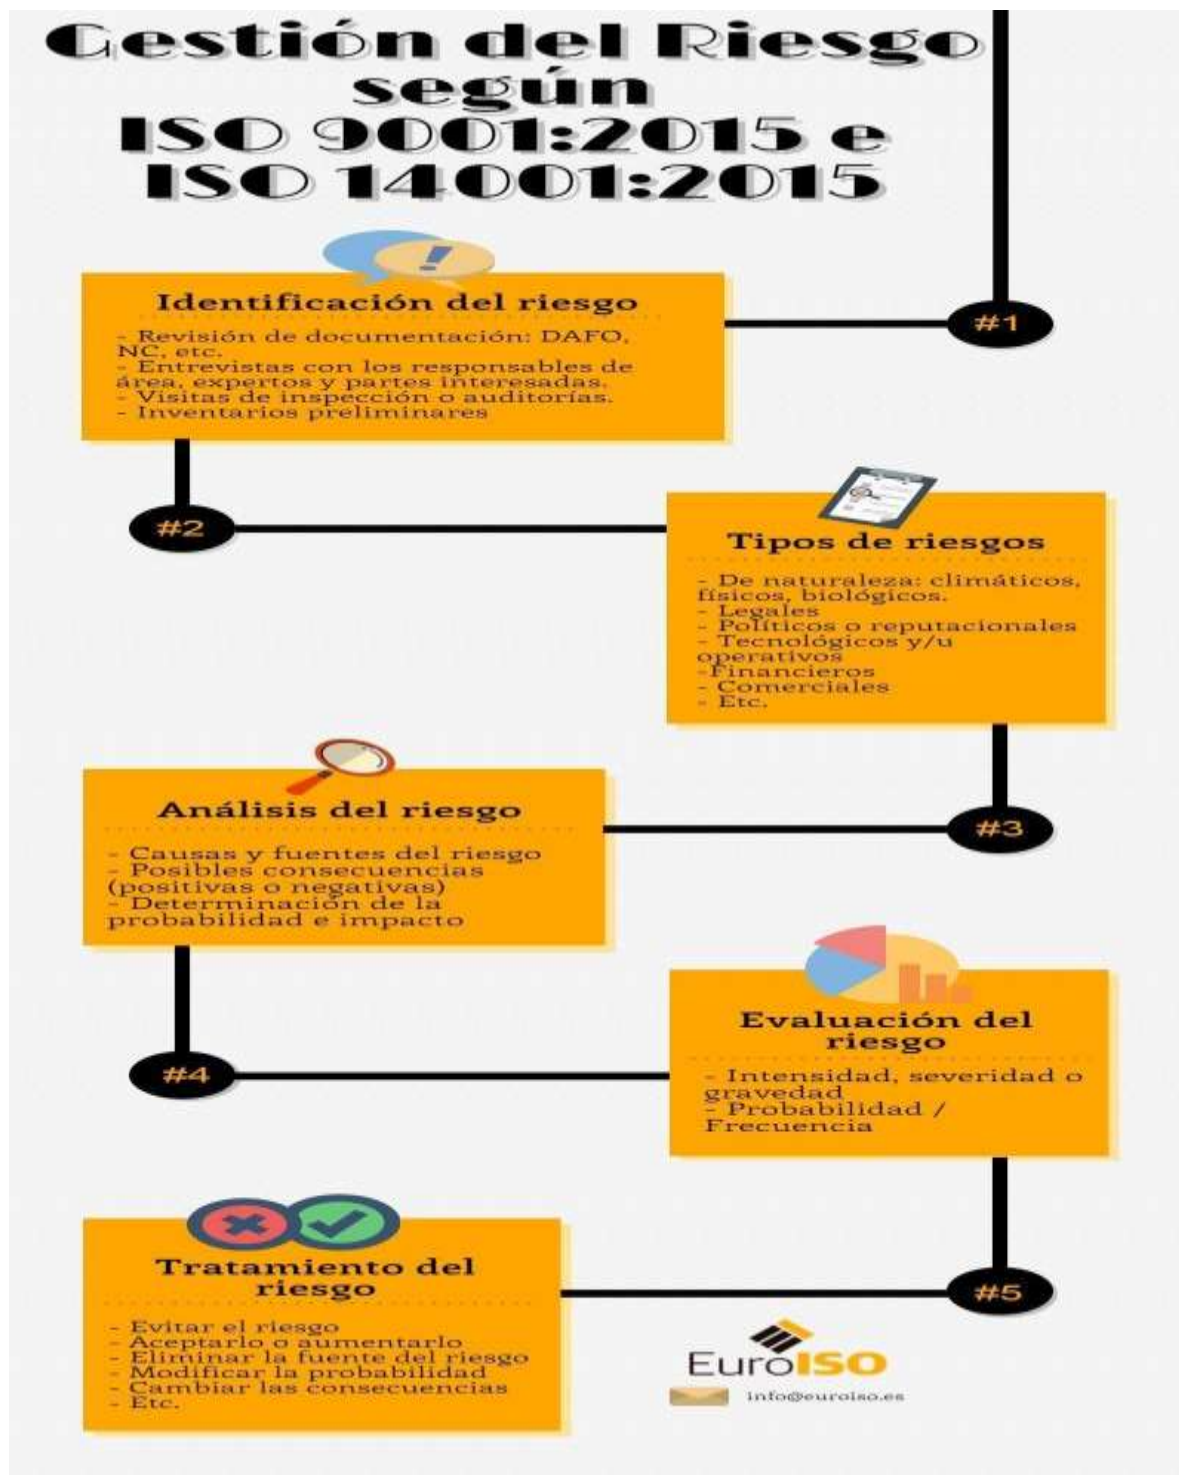 Gestión del Riesgo
según
ISO 9001:2015 e
ISO 14001:2015
Identificación del riesgo
- Revisión de documentación: DAFO,
NC, etc.
- Entrevistas con los responsables de
área, expertos y partes interesadas.
- Visitas de inspección o auditorías.
- Inventarios preliminares
#1
#2
Tipos de riesgos
- De naturaleza: climáticos,
físicos, biológicos.
- Legales
- Políticos o reputacionales
- Tecnológicos y/u
operativos
-Financieros
- Comerciales
- Etc.
#3
Análisis del riesgo
- Causas y fuentes del riesgo
- Posibles consecuencias
(positivas o negativas)
- Determinación de la
probabilidad e impacto
#4
Evaluación del
riesgo
- Intensidad, severidad o
gravedad
- Probabilidad /
Frecuencia
#5
Tratamiento del
riesgo
- Evitar el riesgo
- Aceptarlo o aumentarlo
- Eliminar la fuente del riesgo
- Modificar la probabilidad
- Cambiar las consecuencias
- Etc.
EuroISO
info@euroiso.es